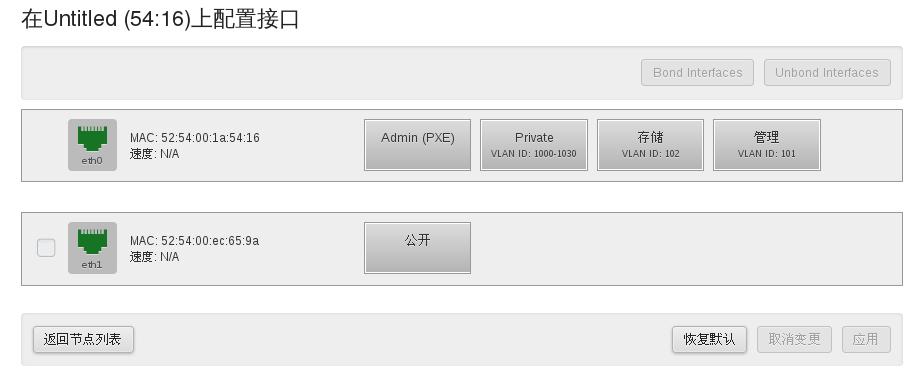 在Untitled (54:16)上配置接口
Bond Interfaces Unbond Interfaces
MAC: 52:54:00:1a:54:16
速度: N/A
eth0
Admin (PXE)
Private
VLAN ID: 1000-1030
存储
VLAN ID: 102
管理
VLAN ID: 101
MAC: 52:54:00:ec:65:9a
速度: N/A
eth1
公开
返回节点列表 恢复默认 取消变更 应用